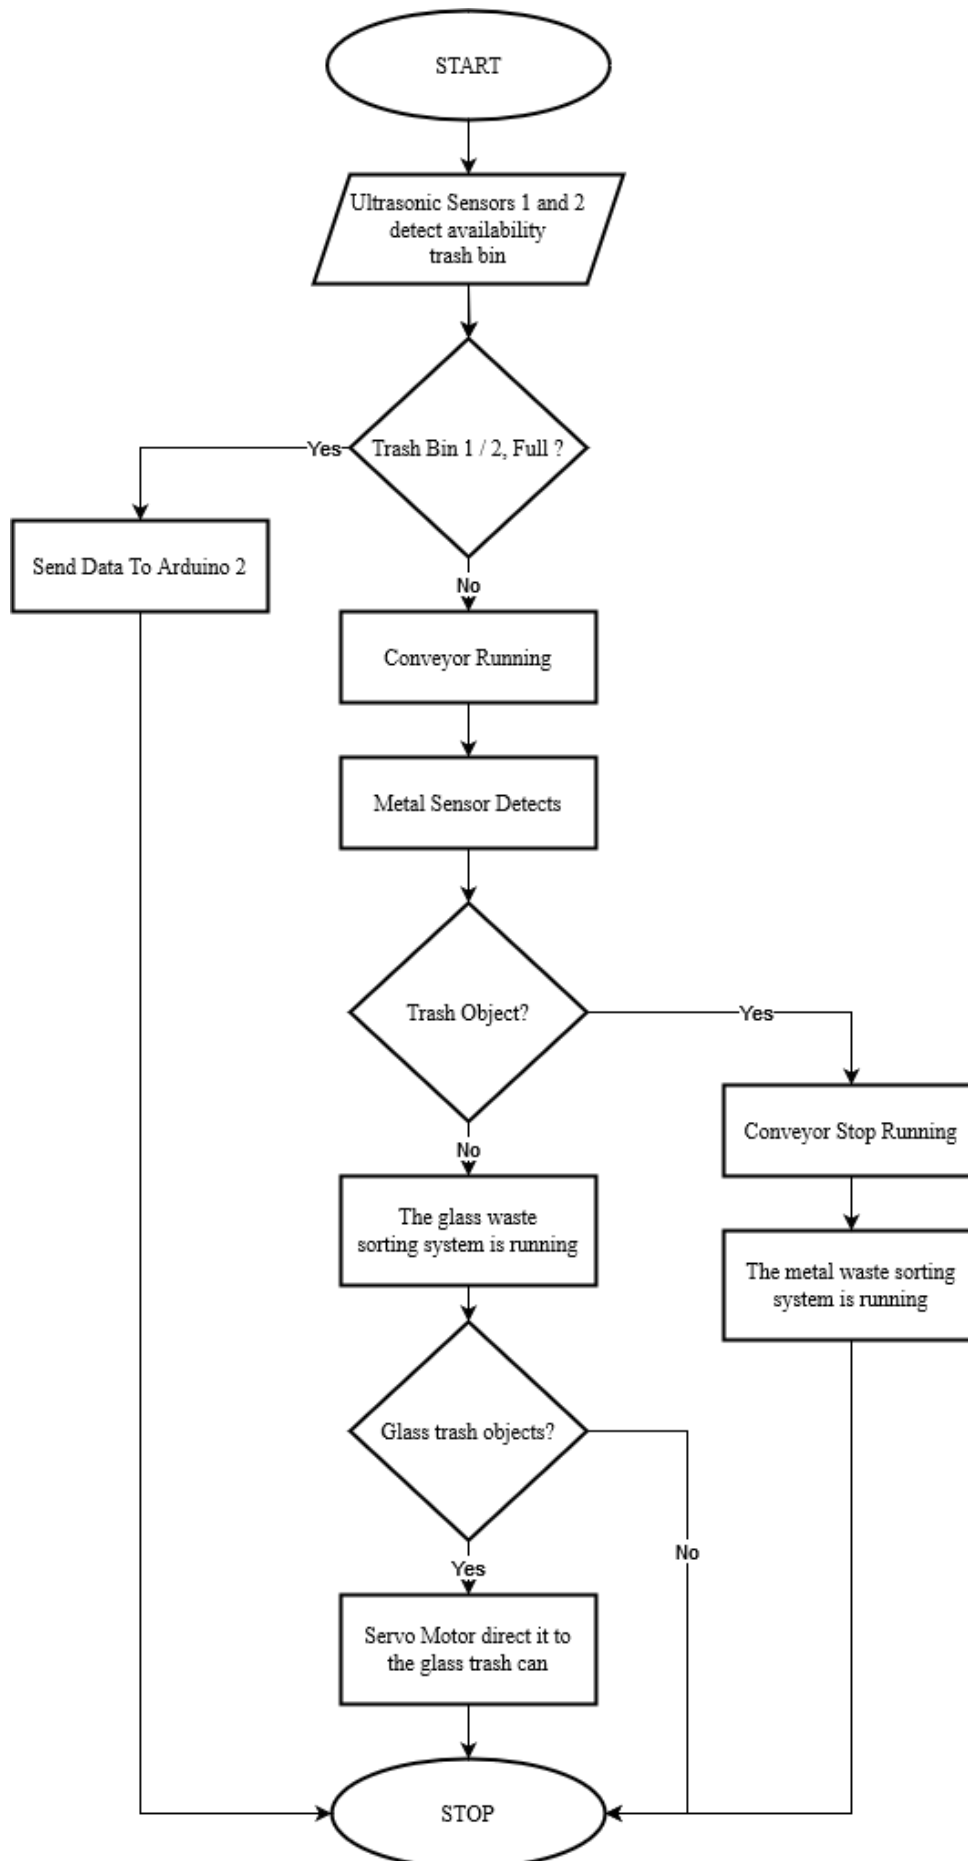 START
Ultrasonic Sensors 1 and 2
detect availability
trash bin
Yes
Trash Bin 1 / 2, Full ?
Send Data To Arduino 2
No
Conveyor Running
Metal Sensor Detects
Trash Object?
Yes
Conveyor Stop Running
No
The glass waste
sorting system is running
The metal waste sorting
system is running
Glass trash objects?
No
Yes
Servo Motor direct it to
the glass trash can
STOP